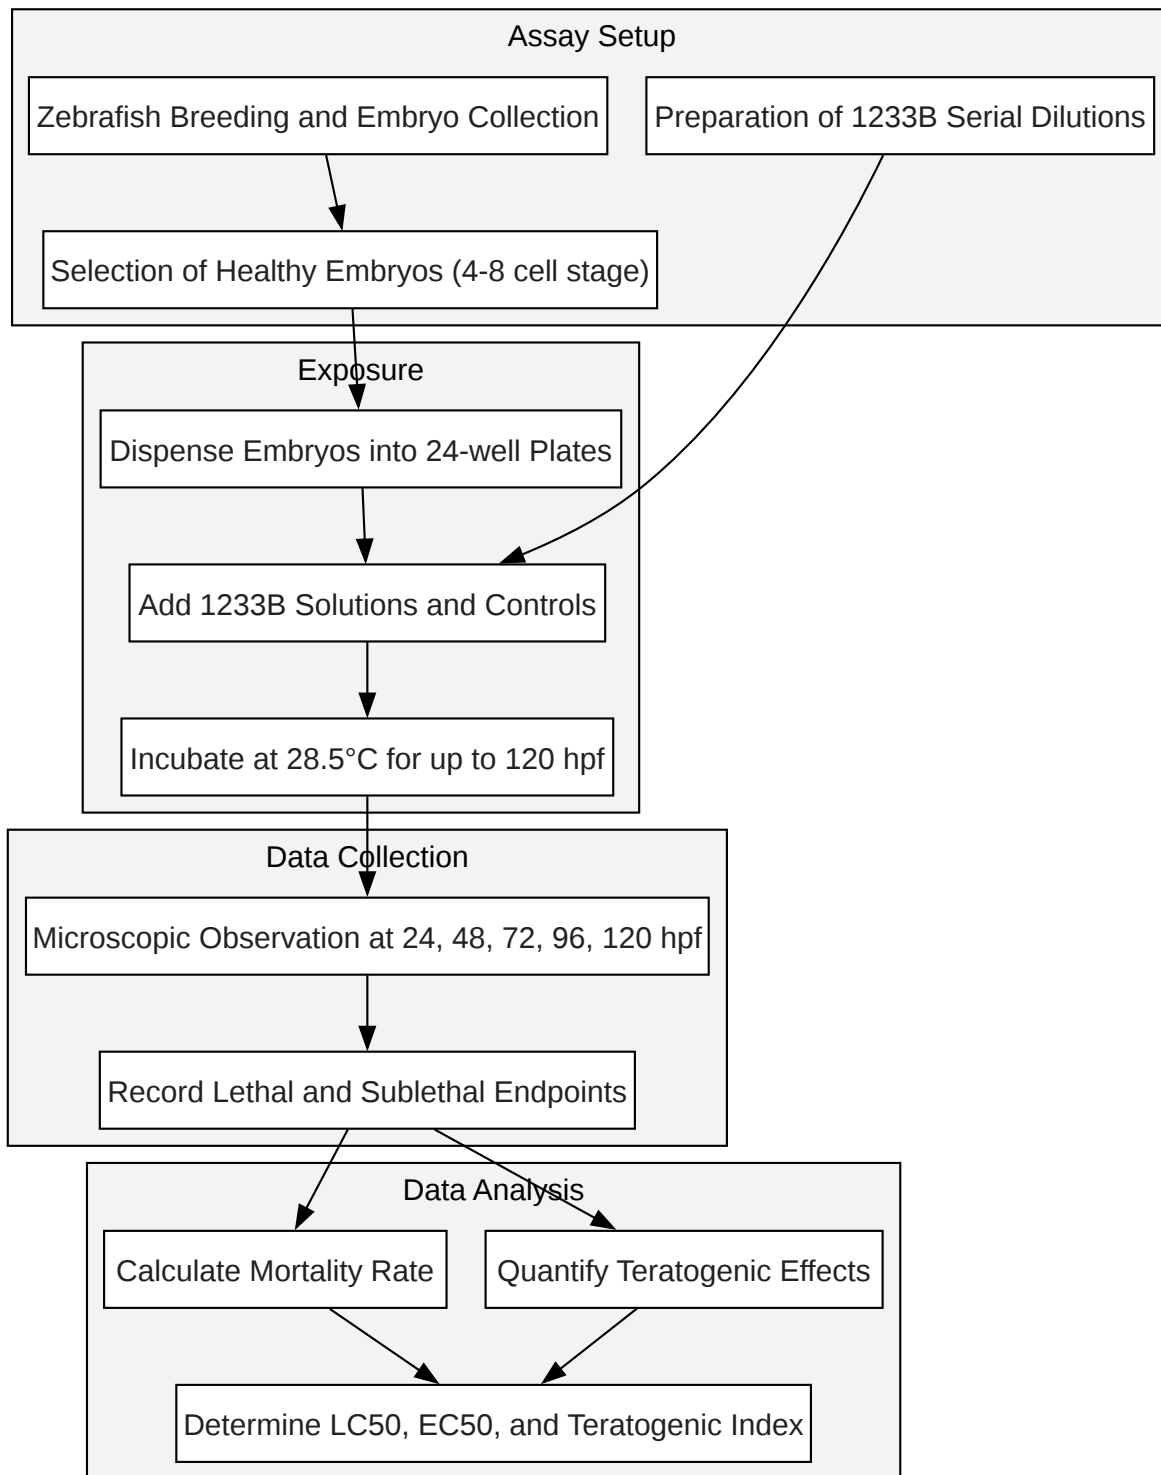 Assay Setup
Zebrafish Breeding and Embryo Collection
Preparation of 1233B Serial Dilutions
Selection of Healthy Embryos (4-8 cell stage)
Exposure
Dispense Embryos into 24-well Plates
Add 1233B Solutions and Controls
Incubate at 28.5°C for up to 120 hpf
Data Collection
Microscopic Observation at 24, 48, 72, 96, 120 hpf
Record Lethal and Sublethal Endpoints
Data Analysis
Calculate Mortality Rate
Quantify Teratogenic Effects
Determine LC50, EC50, and Teratogenic Index